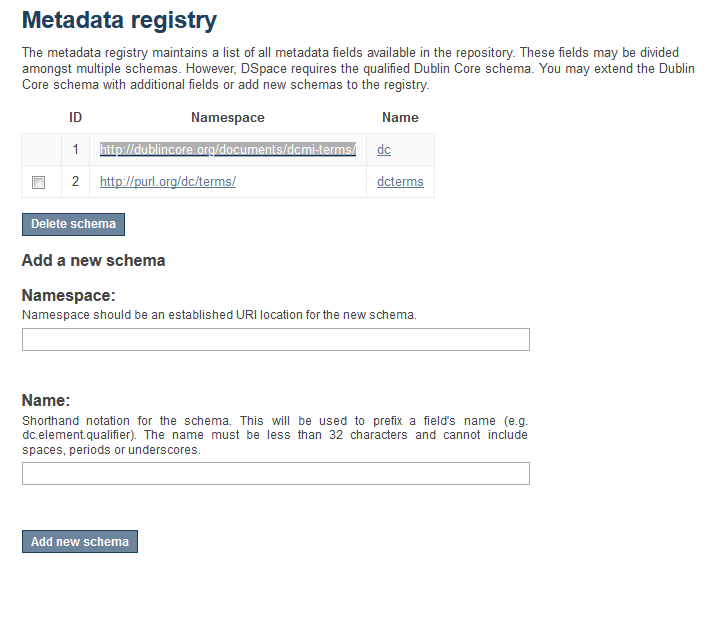 Metadata registry
The metadata registry maintains a list of all metadata fields available in the repository. These fields may be divided
amongst multiple schemas. However, DSpace requires the qualified Dublin Core schema. You may extend the Dublin
Core schema with additional fields or add new schemas to the registry.
ID Namespace Name
1 http://dublincore.org/documents/dcmi-terms/ dc
2 http://purl.org/dc/terms/ dcterms
Delete schema
Add a new schema
Namespace:
Namespace should be an established URI location for the new schema.
Name:
Shorthand notation for the schema. This will be used to prefix a field's name (e.g.
dc.element.qualifier). The name must be less than 32 characters and cannot include
spaces, periods or underscores.
Add new schema